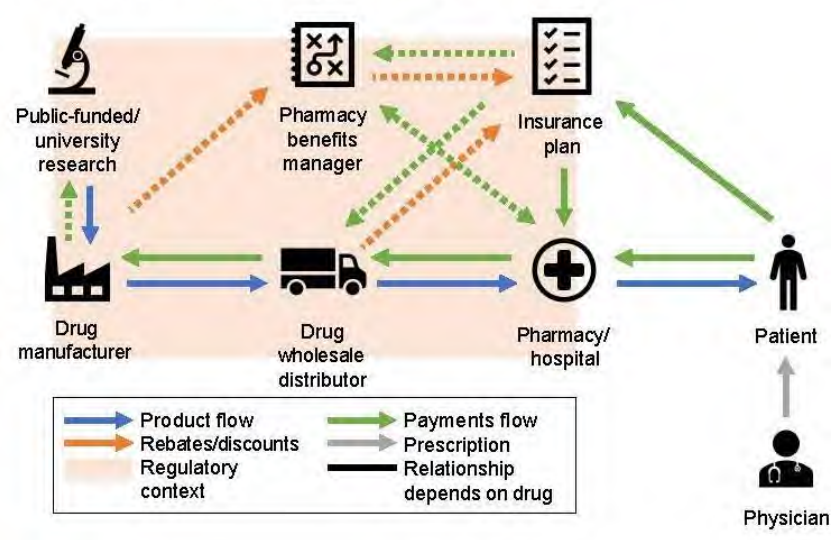 Public-funded/
university
research
Pharmacy
benefits
manager
Insurance
plan
Drug
manufacturer
Drug
wholesale
distributor
Pharmacy/
hospital
Patient
Physician
Product flow
Rebates/discounts
Regulatory
context
Payments flow
Prescription
Relationship
depends on drug